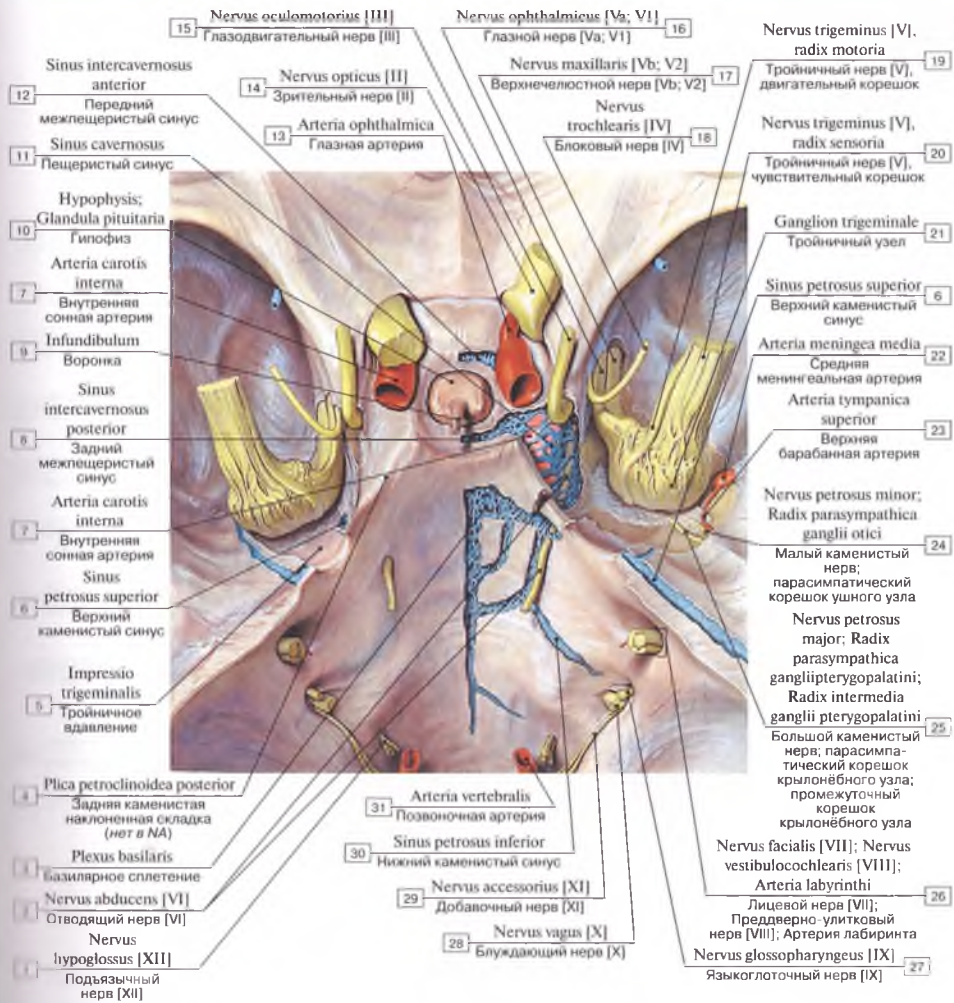 15
Nervus oculomotorius [III]
Глазодвигательный нерв [III]
14
Nervus opticus [II]
Зрительный нерв [II]
13
Arteria ophthalmica
Глазная артерия
12
Sinus intercavernosus
anterior
Передний
межпещеристый синус
11
Sinus cavernosus
Пещеристый синус
10
Hypophysis;
Glandula pituitaria
Гипофиз
7
Arteria carotis
interna
Внутренняя
сонная артерия
9
Infundibulum
Воронка
8
Sinus
intercavernosus
posterior
Задний
межпещеристый
синус
7
Arteria carotis
interna
Внутренняя
сонная артерия
6
Sinus
petrosus superior
Верхний
каменистый синус
5
Impressio
trigeminalis
Тройничное
вдавление
4
Plica petroclinoidea posterior
Задняя каменистая
наклоненная складка
(нет в NA)
3
Plexus basilaris
Базилярное сплетение
2
Nervus abducens [VI]
Отводящий нерв [VI]
1
Nervus
hypoglossus [XII]
Подъязычный
нерв [XII]
Nervus ophthalmicus [Va; V1]
16
Глазной нерв [Va; V1]
Nervus maxillaris [Vb; V2]
17
Верхнечелюстной нерв [Vb; V2]
Nervus
trochlearis [IV]
18
Блоковый нерв [IV]
Nervus trigeminus [V],
radix motoria
19
Тройничный нерв [V],
двигательный корешок
Nervus trigeminus [V],
radix sensoria
20
Тройничный нерв [V],
чувствительный корешок
Ganglion trigeminale
21
Тройничный узел
Sinus petrosus superior
6
Верхний каменистый
синус
Arteria meningea media
22
Средняя
менингеальная артерия
Arteria tympanica
superior
23
Верхняя
барабанная артерия
Nervus petrosus minor;
Radix parasympathica
ganglii otici
24
Малый каменистый
нерв;
парасимпатический
корешок ушного узла
Nervus petrosus
major; Radix
parasympathica
gangliipterygopalatini;
Radix intermedia
ganglii pterygopalatini
25
Большой каменистый
нерв; парасимпа-
тический корешок
крылонёбного узла;
промежуточный
корешок
крылонёбного узла
Nervus facialis [VII]; Nervus
vestibulocochlearis [VIII];
Arteria labyrinthi
26
Лицевой нерв [VII];
Преддверно-улитковый
нерв [VIII]; Артерия лабиринта
Nervus glossopharyngeus [IX]
27
Языкоглоточный нерв [IX]
31
Arteria vertebralis
Позвоночная артерия
30
Sinus petrosus inferior
Нижний каменистый синус
29
Nervus accessorius [XI]
Добавочный нерв [XI]
28
Nervus vagus [X]
Блуждающий нерв [X]